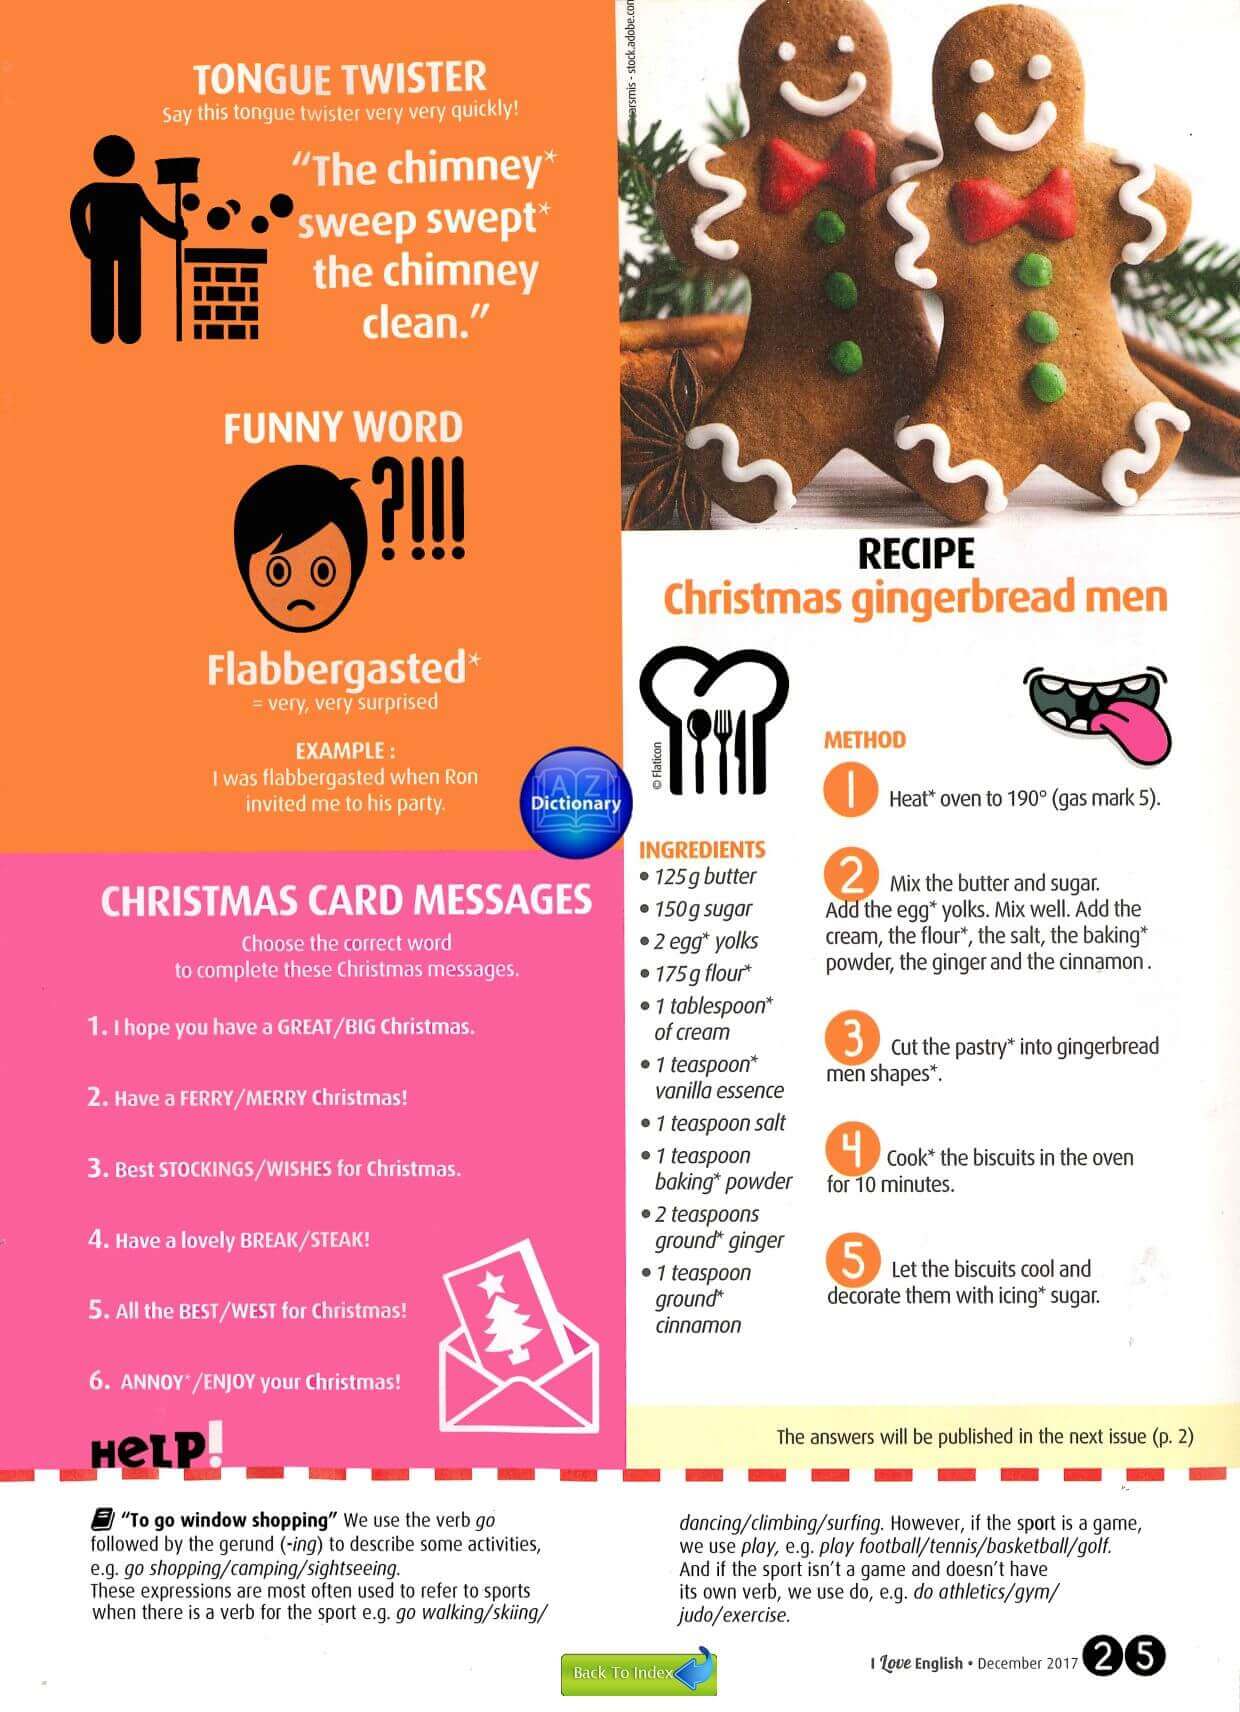 TONGUE TWISTER
Say this tongue twister very very quickly!
“The chimney*
sweep swept*
the chimney
clean.”
FUNNY WORD
?!!!
Flabbergasted*
= very, very surprised
EXAMPLE :
I was flabbergasted when Ron
invited me to his party.
A Z
Dictionary
CHRISTMAS CARD MESSAGES
Choose the correct word
to complete these Christmas messages.
1. I hope you have a GREAT/BIG Christmas.
2. Have a FERRY/MERRY Christmas!
3. Best STOCKINGS/WISHES for Christmas.
4. Have a lovely BREAK/STEAK!
5. All the BEST/WEST for Christmas!
6. ANNOY*/ENJOY your Christmas!
- stock.adobe.com
RECIPE
Christmas gingerbread men
© Flaticon
INGREDIENTS
• 125 g butter
• 150 g sugar
• 2 egg* yolks
• 175 g flour*
• 1 tablespoon*
of cream
• 1 teaspoon*
vanilla essence
• 1 teaspoon salt
• 1 teaspoon
baking* powder
• 2 teaspoons
ground* ginger
• 1 teaspoon
ground*
cinnamon
METHOD
1 Heat* oven to 190° (gas mark 5).
2 Mix the butter and sugar.
Add the egg* yolks. Mix well. Add the
cream, the flour*, the salt, the baking*
powder, the ginger and the cinnamon.
3 Cut the pastry* into gingerbread
men shapes*.
4 Cook* the biscuits in the oven
for 10 minutes.
5 Let the biscuits cool and
decorate them with icing* sugar.
The answers will be published in the next issue (p. 2)
HeLP!
“To go window shopping” We use the verb go
followed by the gerund (-ing) to describe some activities,
e.g. go shopping/camping/sightseeing.
These expressions are most often used to refer to sports
when there is a verb for the sport e.g. go walking/skiing/
dancing/climbing/surfing. However, if the sport is a game,
we use play, e.g. play football/tennis/basketball/golf.
And if the sport isn’t a game and doesn’t have
its own verb, we use do, e.g. do athletics/gym/
judo/exercise.
Back To Index
I Love English • December 2017 25